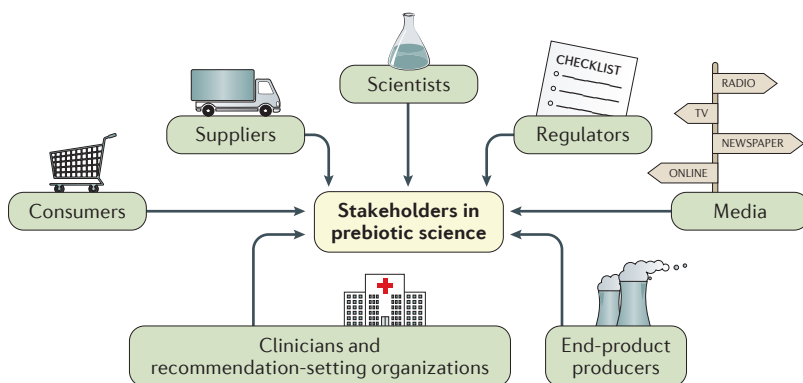 CHECKLIST
RADIO
TV
NEWSPAPER
ONLINE
Scientists
Suppliers
Regulators
Consumers
Stakeholders in
prebiotic science
Media
Clinicians and
recommendation-setting organizations
End-product
producers